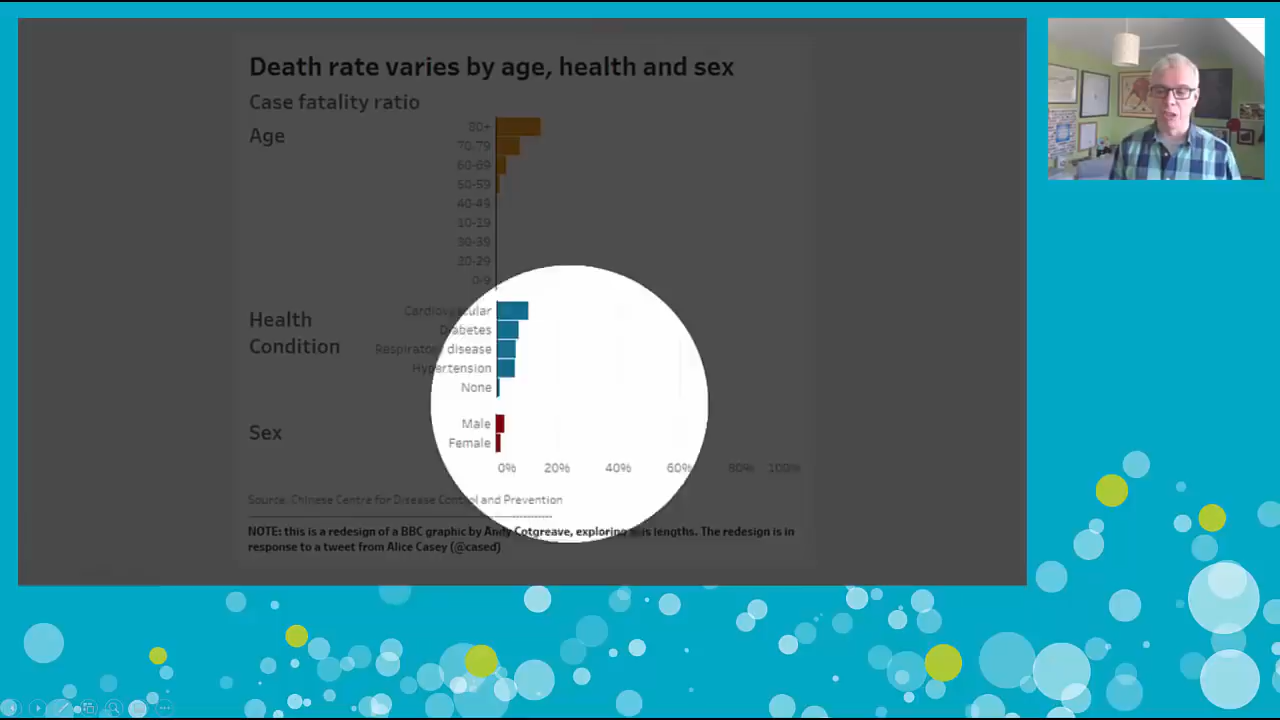 Death rate varies by age, health and sex
Case fatality ratio
Age
80+
70-79
60-69
50-59
40-49
10-19
30-39
20-29
0-9
Health
Condition
Cardiovascular
Diabetes
Respiratory disease
Hypertension
None
Sex
Male
Female
0% 20% 40% 60% 80% 100%
Source: Chinese Centre for Disease Control and Prevention
NOTE: this is a redesign of a BBC graphic by Andy Cotgreave, exploring axis lengths. The redesign is in
response to a tweet from Alice Casey (@cased)